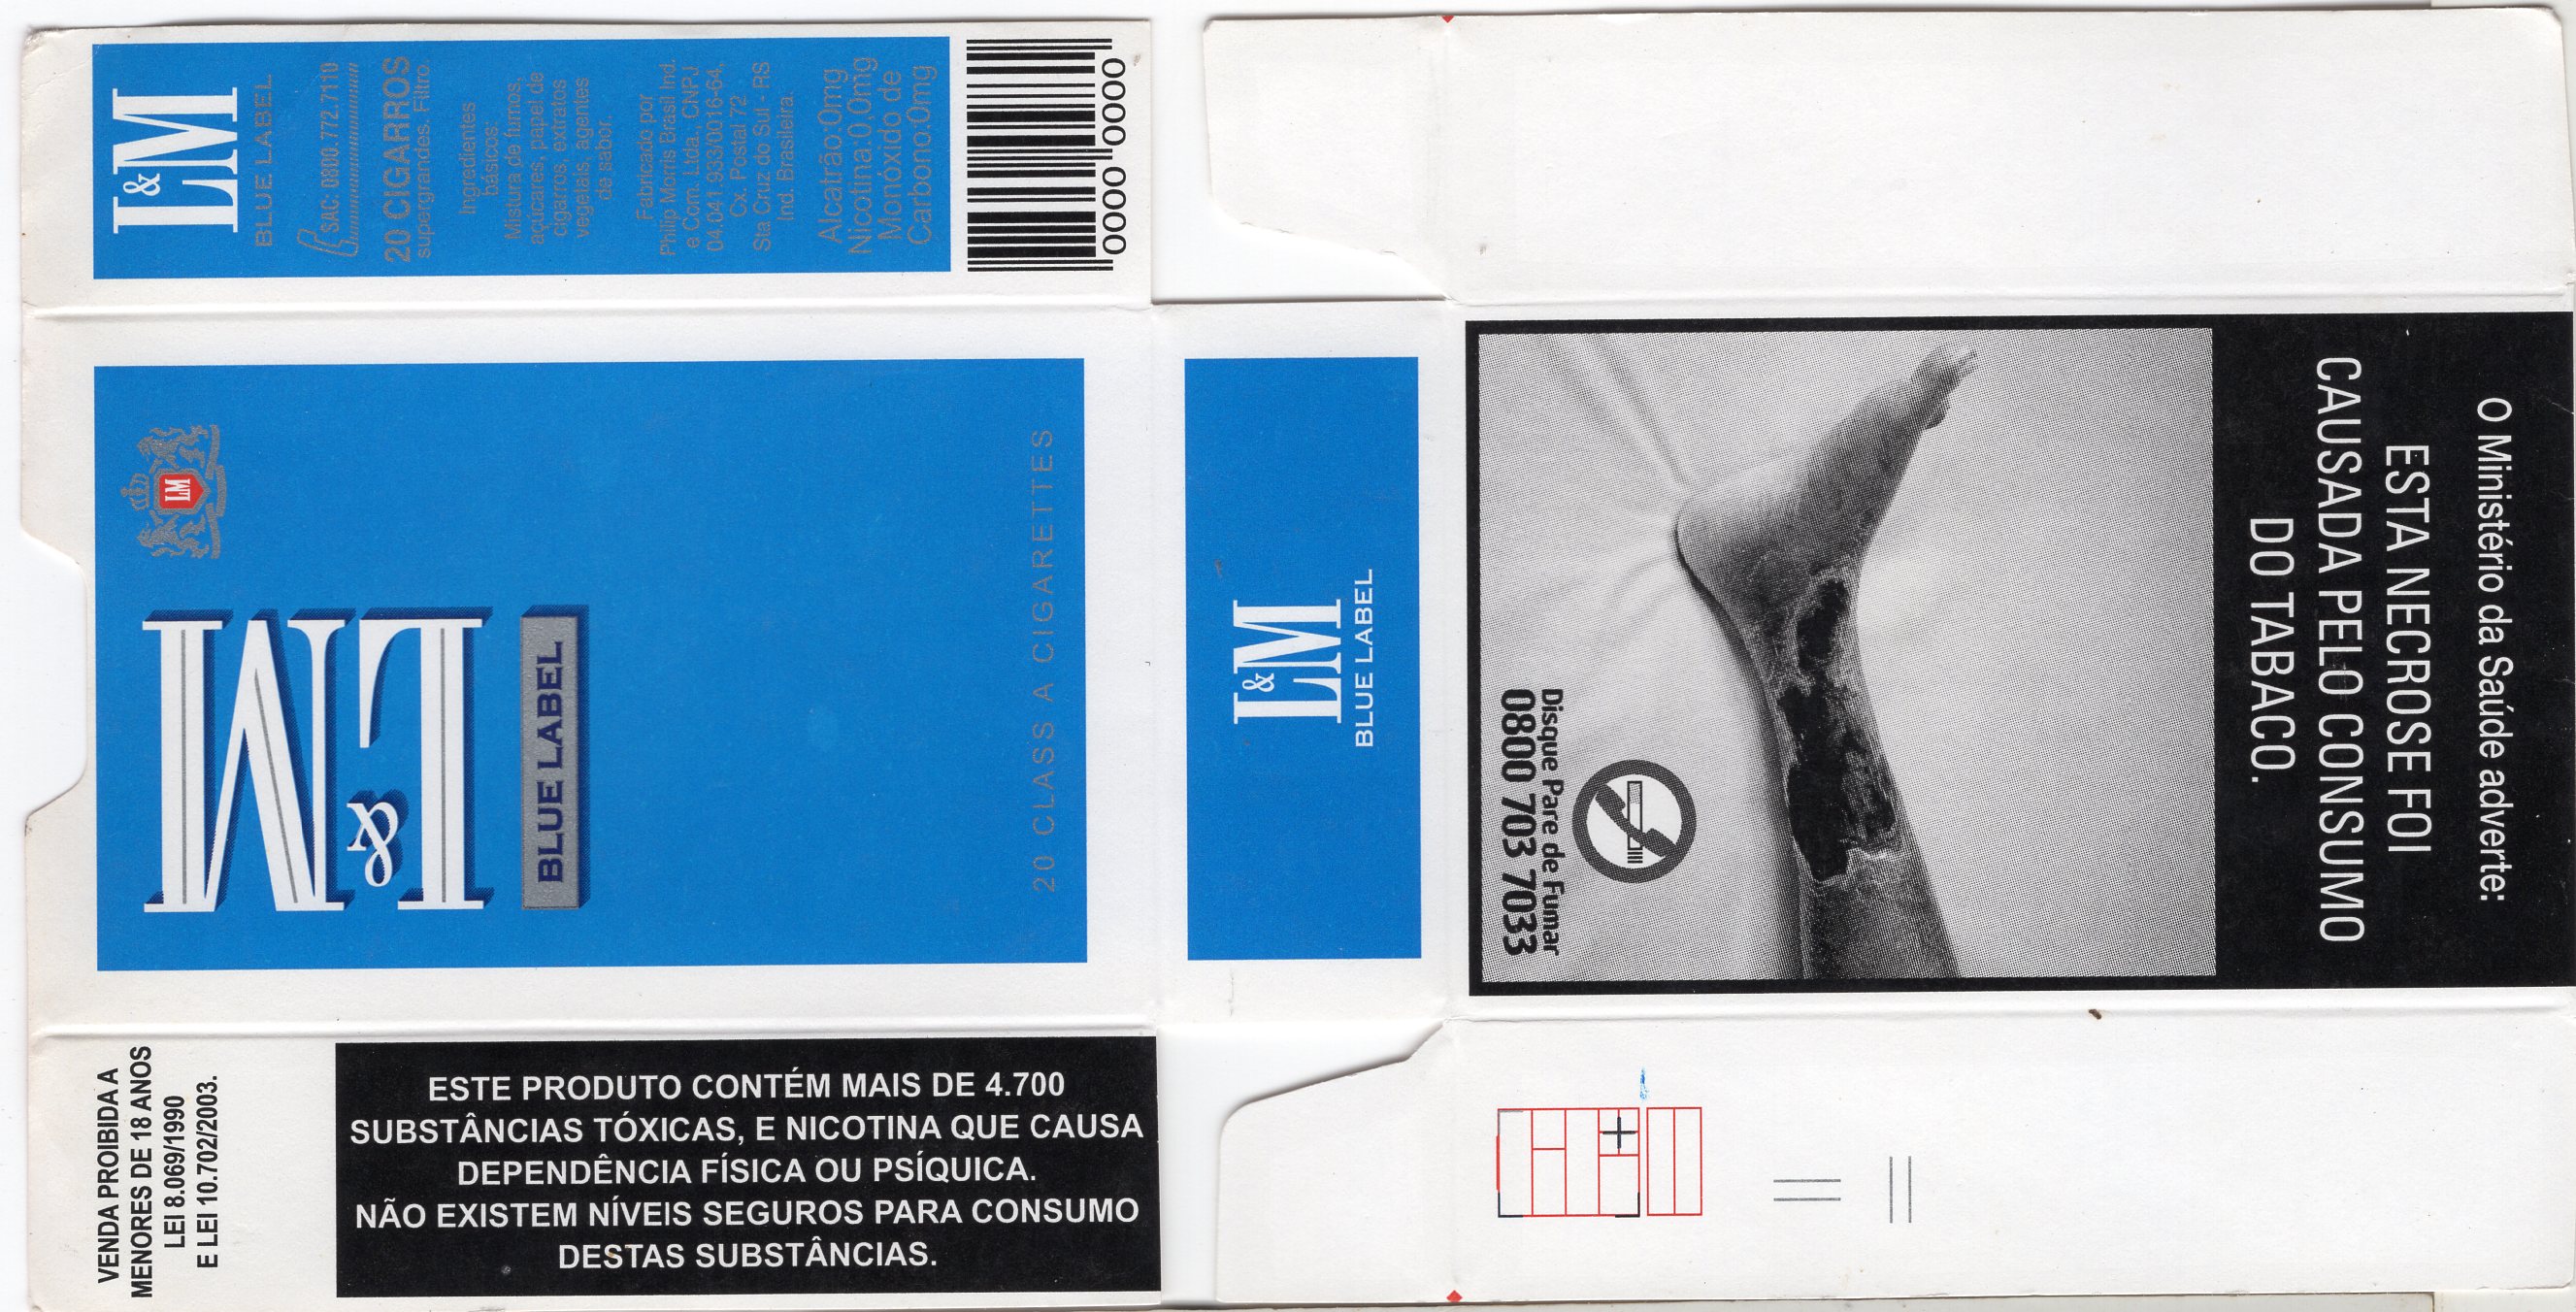 L&M
BLUE LABEL
SAC: 0800.772.7110
20 CIGARROS
supergrandes. Filtro.
Ingredientes
básicos:
Mistura de fumos,
açúcares, papel de
cigarros, extratos
vegetais, agentes
de sabor.
Fabricado por
Philip Morris Brasil Ind.
e Com. Ltda., CNPJ
04.041.933/0016-64,
Cx. Postal 72
Sta Cruz do Sul - RS
Ind. Brasileira.
Alcatrão:0mg
Nicotina:0,0mg
Monóxido de
Carbono:0mg
0000 0000
LM
L&M
BLUE LABEL
20 CLASS A CIGARETTES
L&M
BLUE LABEL
O Ministério da Saúde adverte:
ESTA NECROSE FOI
CAUSADA PELO CONSUMO
DO TABACO.
Disque Pare de Fumar
0800 703 7033
VENDA PROIBIDA A
MENORES DE 18 ANOS
LEI 8.069/1990
E LEI 10.702/2003.
ESTE PRODUTO CONTÉM MAIS DE 4.700
SUBSTÂNCIAS TÓXICAS, E NICOTINA QUE CAUSA
DEPENDÊNCIA FÍSICA OU PSÍQUICA.
NÃO EXISTEM NÍVEIS SEGUROS PARA CONSUMO
DESTAS SUBSTÂNCIAS.